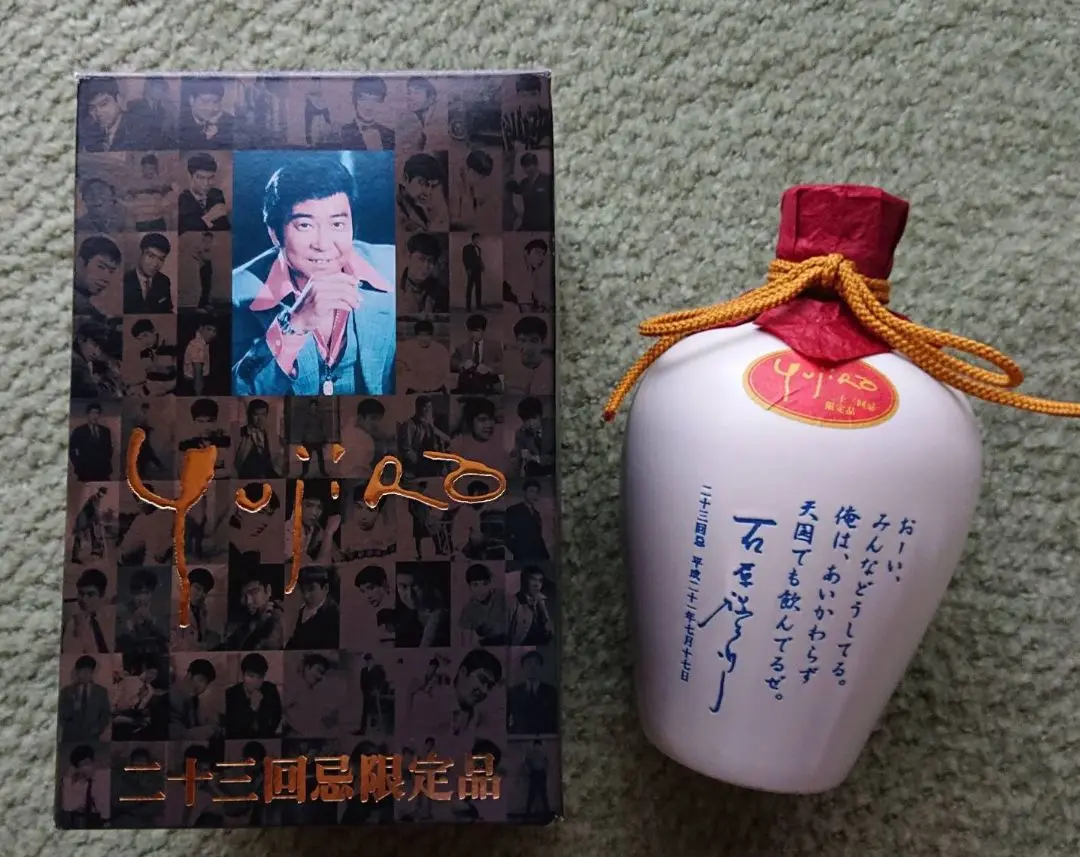 Yujiro
二十三回忌限定品
Yujiro
二十三回忌
限定品
おーい、
みんなどうしてる。
俺は、あいかわらず
天国でも飲んでるぜ。
石原裕次郎
二十三回忌 平成二十一年七月十七日